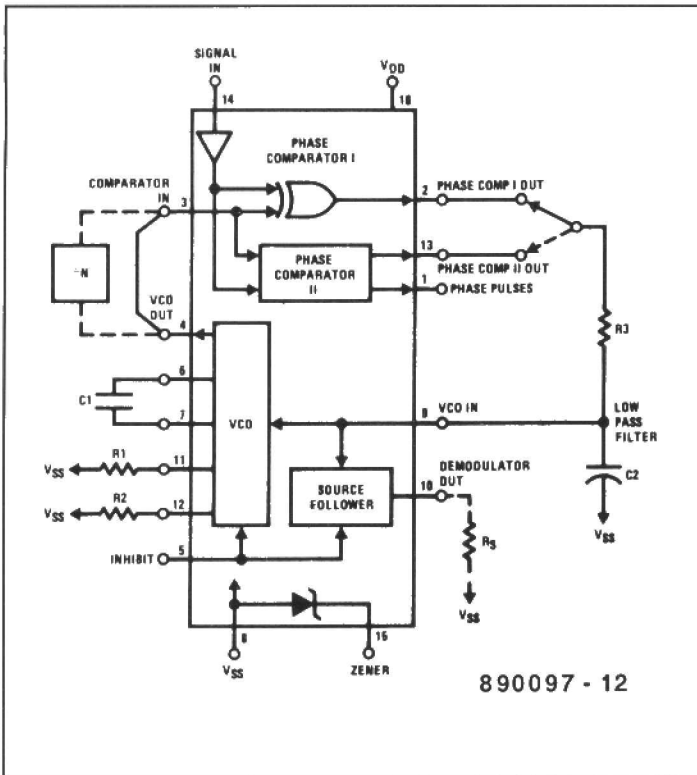 SIGNAL
IN
14
VDD
16
PHASE
COMPARATOR I
COMPARATOR
IN
3
2
PHASE COMP I OUT
13
PHASE COMP II OUT
1
PHASE PULSES
PHASE
COMPARATOR
II
÷N
VCO
OUT
4
R3
6
C1
7
VCO
9
VCO IN
LOW
PASS
FILTER
C2
VSS
VSS
R1
11
DEMODULATOR
OUT
10
SOURCE
FOLLOWER
VSS
R2
12
RS
VSS
INHIBIT
5
8
VSS
15
ZENER
890097 - 12